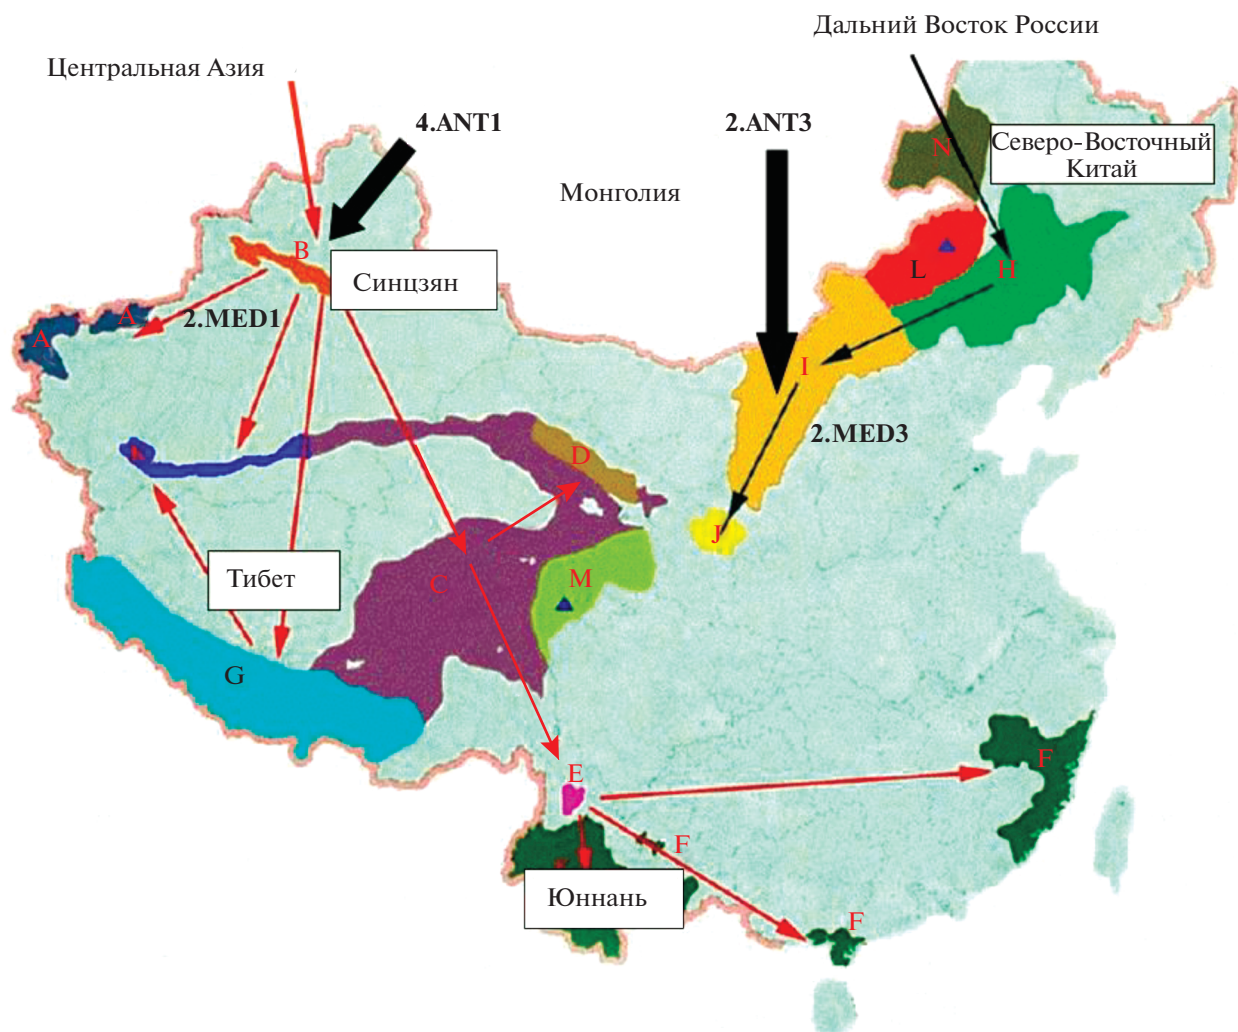 Дальний Восток России
Центральная Азия
4.ANT1
2.ANT3
Северо-Восточный
Китай
N
Монголия
B
L
H
Синцзян
A
A
2.MED1
I
2.MED3
K
D
J
Тибет
C
M
G
E
F
F
Юннань
F